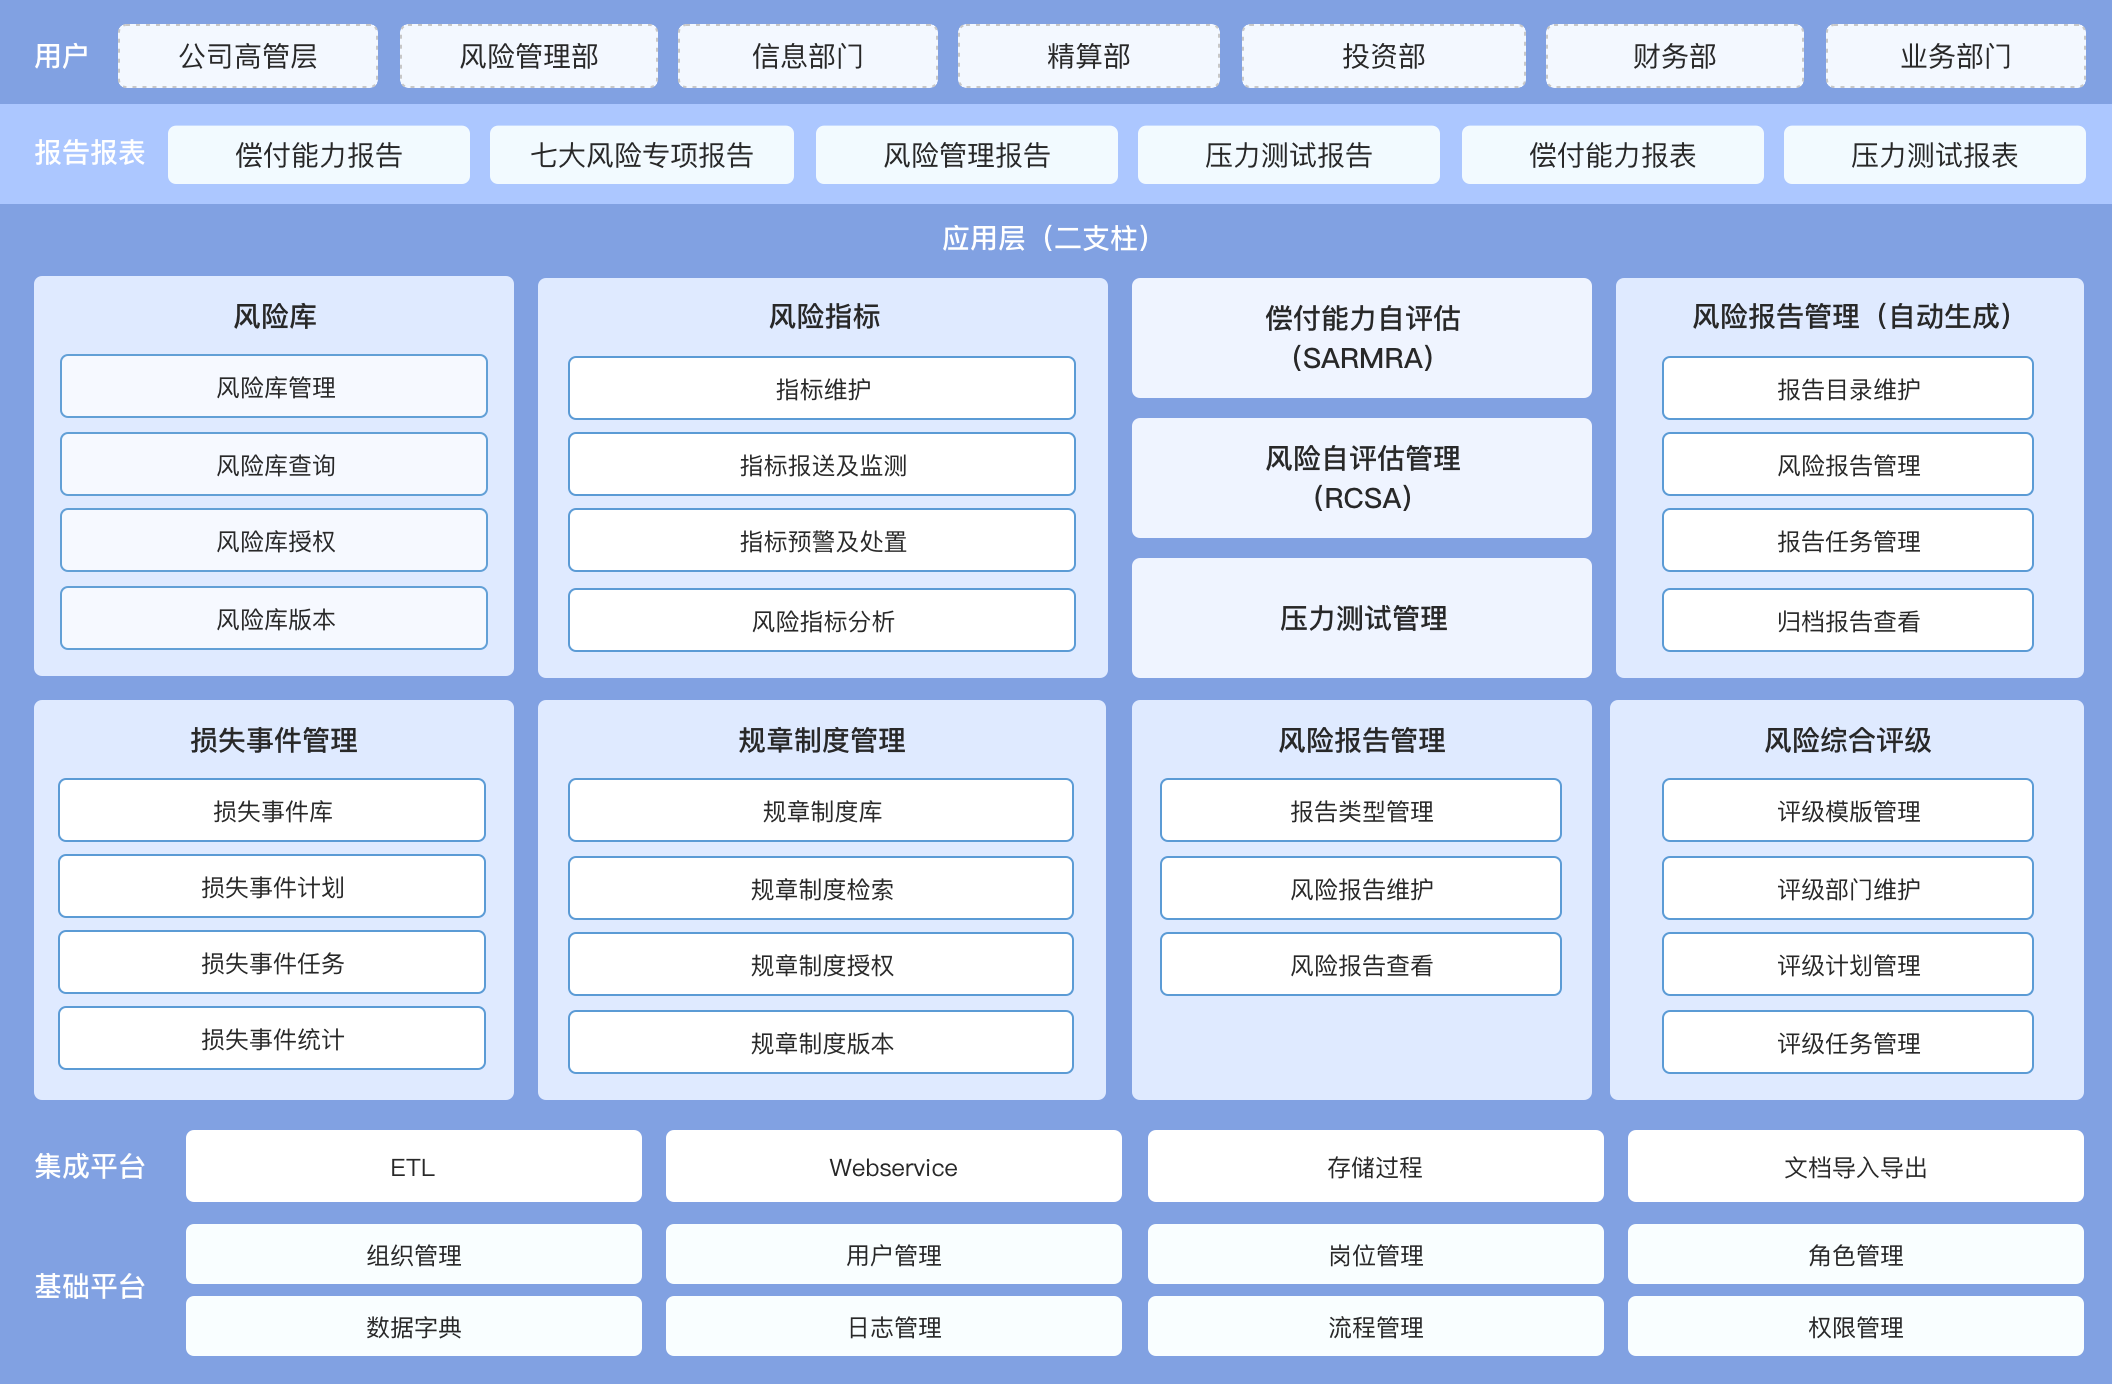 用户
公司高管层
风险管理部
信息部门
精算部
投资部
财务部
业务部门
报告报表
偿付能力报告
七大风险专项报告
风险管理报告
压力测试报告
偿付能力报表
压力测试报表
应用层（二支柱）
风险库
风险库管理
风险库查询
风险库授权
风险库版本
风险指标
指标维护
指标报送及监测
指标预警及处置
风险指标分析
偿付能力自评估
（SARMRA）
风险自评估管理
（RCSA）
压力测试管理
风险报告管理（自动生成）
报告目录维护
风险报告管理
报告任务管理
归档报告查看
损失事件管理
损失事件库
损失事件计划
损失事件任务
损失事件统计
规章制度管理
规章制度库
规章制度检索
规章制度授权
规章制度版本
风险报告管理
报告类型管理
风险报告维护
风险报告查看
风险综合评级
评级模版管理
评级部门维护
评级计划管理
评级任务管理
集成平台
ETL
Webservice
存储过程
文档导入导出
基础平台
组织管理
用户管理
岗位管理
角色管理
数据字典
日志管理
流程管理
权限管理